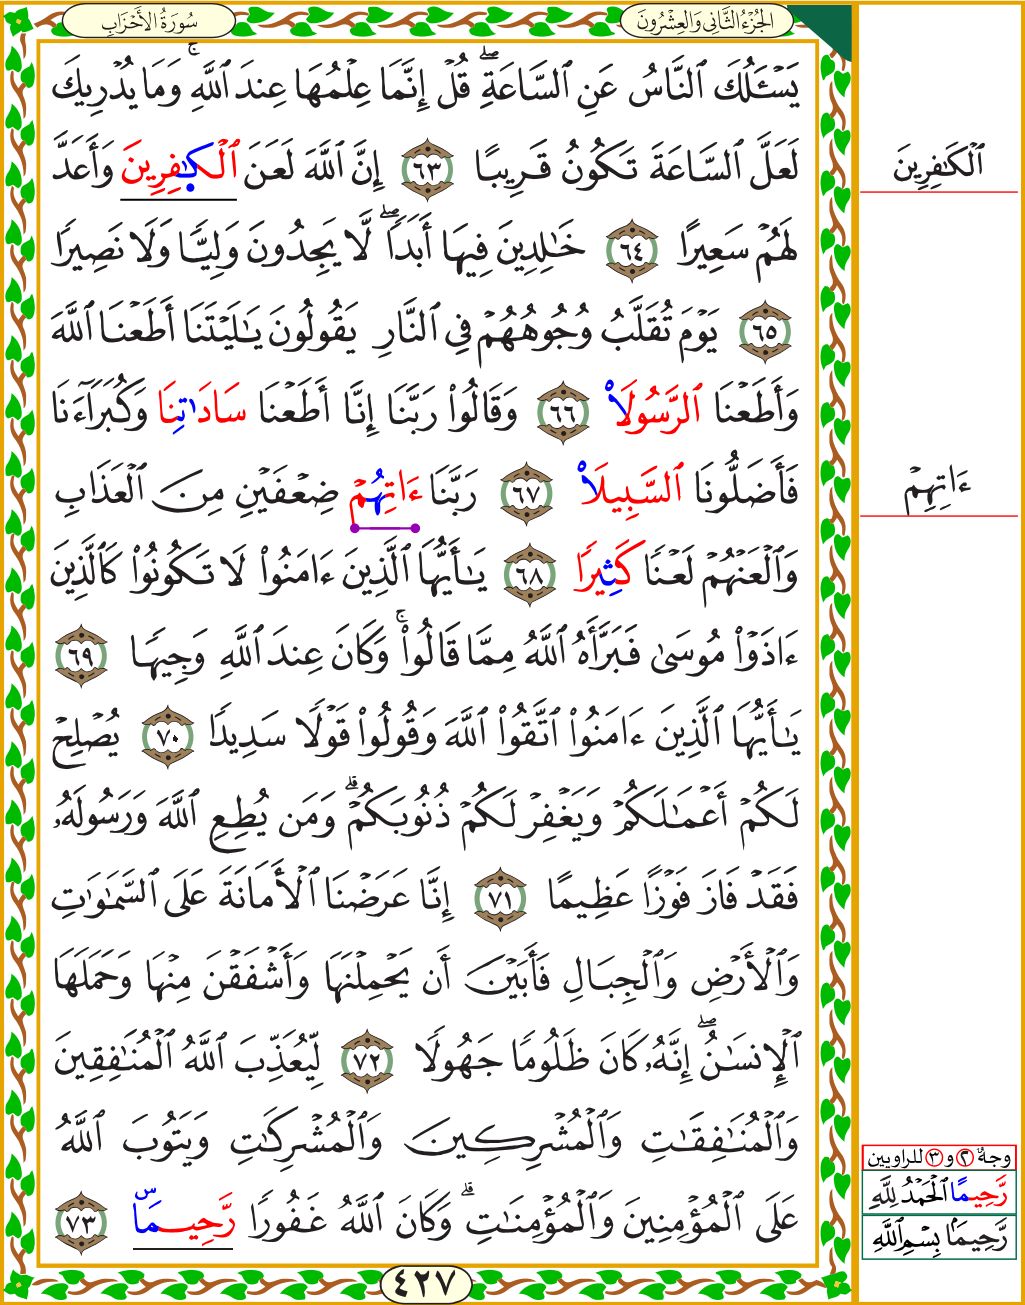 سُورَةُ الأَحْزَابِ
الجُزْءُ الثَّانِي وَالعِشْرُونَ
يَسْـَٔلُكَ ٱلنَّاسُ عَنِ ٱلسَّاعَةِۖ قُلْ إِنَّمَا عِلْمُهَا عِندَ ٱللَّهِۚ وَمَا يُدْرِيكَ
لَعَلَّ ٱلسَّاعَةَ تَكُونُ قَرِيبًا ٦٣ إِنَّ ٱللَّهَ لَعَنَ ٱلْكَـٰفِرِينَ وَأَعَدَّ
لَهُمْ سَعِيرًا ٦٤ خَـٰلِدِينَ فِيهَا أَبَدًاۖ لَّا يَجِدُونَ وَلِيًّا وَلَا نَصِيرًا
٦٥ يَوْمَ تُقَلَّبُ وُجُوهُهُمْ فِي ٱلنَّارِ يَقُولُونَ يَـٰلَيْتَنَا أَطَعْنَا ٱللَّهَ
وَأَطَعْنَا ٱلرَّسُولَا۠ ٦٦ وَقَالُوا۟ رَبَّنَا إِنَّا أَطَعْنَا سَادَٰتِنَا وَكُبَرَآءَنَا
فَأَضَلُّونَا ٱلسَّبِيلَا۠ ٦٧ رَبَّنَا ءَاتِهُمْ ضِعْفَيْنِ مِنَ ٱلْعَذَابِ
وَٱلْعَنْهُمْ لَعْنًا كَثِيرًا ٦٨ يَـٰأَيُّهَا ٱلَّذِينَ ءَامَنُوا۟ لَا تَكُونُوا۟ كَٱلَّذِينَ
ءَاذَوْا۟ مُوسَىٰ فَبَرَّأَهُ ٱللَّهُ مِمَّا قَالُوا۟ۚ وَكَانَ عِندَ ٱللَّهِ وَجِيهًا ٦٩
يَـٰأَيُّهَا ٱلَّذِينَ ءَامَنُوا۟ ٱتَّقُوا۟ ٱللَّهَ وَقُولُوا۟ قَوْلًا سَدِيدًا ٧٠ يُصْلِحْ
لَكُمْ أَعْمَـٰلَكُمْ وَيَغْفِرْ لَكُمْ ذُنُوبَكُمْۗ وَمَن يُطِعِ ٱللَّهَ وَرَسُولَهُۥ
فَقَدْ فَازَ فَوْزًا عَظِيمًا ٧١ إِنَّا عَرَضْنَا ٱلْأَمَانَةَ عَلَى ٱلسَّمَـٰوَٰتِ
وَٱلْأَرْضِ وَٱلْجِبَالِ فَأَبَيْنَ أَن يَحْمِلْنَهَا وَأَشْفَقْنَ مِنْهَا وَحَمَلَهَا
ٱلْإِنسَـٰنُۖ إِنَّهُۥ كَانَ ظَلُومًا جَهُولًا ٧٢ لِّيُعَذِّبَ ٱللَّهُ ٱلْمُنَـٰفِقِينَ
وَٱلْمُنَـٰفِقَـٰتِ وَٱلْمُشْرِكِينَ وَٱلْمُشْرِكَـٰتِ وَيَتُوبَ ٱللَّهُ
عَلَى ٱلْمُؤْمِنِينَ وَٱلْمُؤْمِنَـٰتِۗ وَكَانَ ٱللَّهُ غَفُورًا رَّحِيمًا ٧٣
٤٢٧
ٱلْكَـٰفِرِينَ
ءَاتِهِمْ
وجهُ ٢ و ٣ للراويين
رَّحِيمًا ٱلْحَمْدُ لِلَّهِ
رَّحِيمًا بِسْمِ ٱللَّهِ